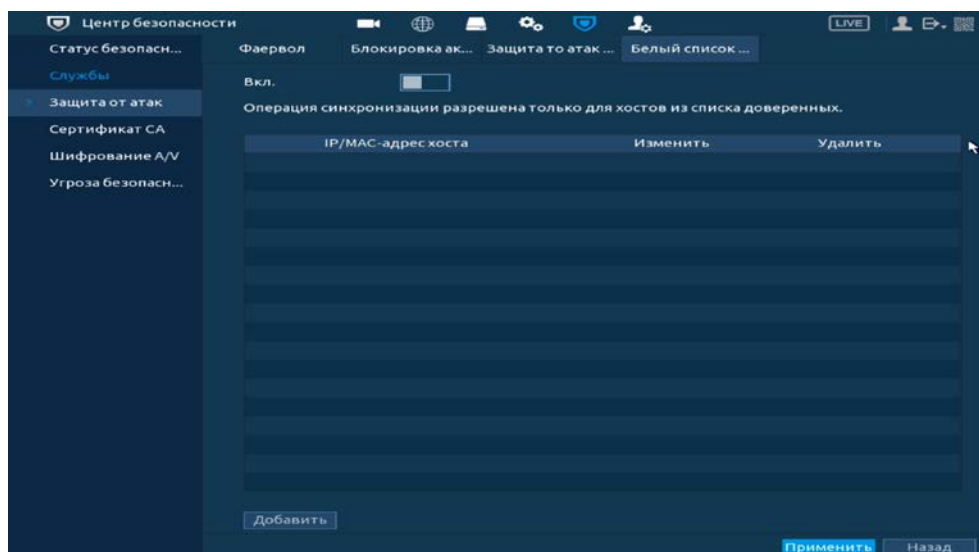 Центр безопасности
LIVE
Статус безопасн...
Службы
Защита от атак
Сертификат CA
Шифрование A/V
Угроза безопасн...
Фаервол
Блокировка ак...
Защита то атак ...
Белый список ...
Вкл.
Операция синхронизации разрешена только для хостов из списка доверенных.
IP/MAC-адрес хоста
Изменить
Удалить
Добавить
Применить
Назад